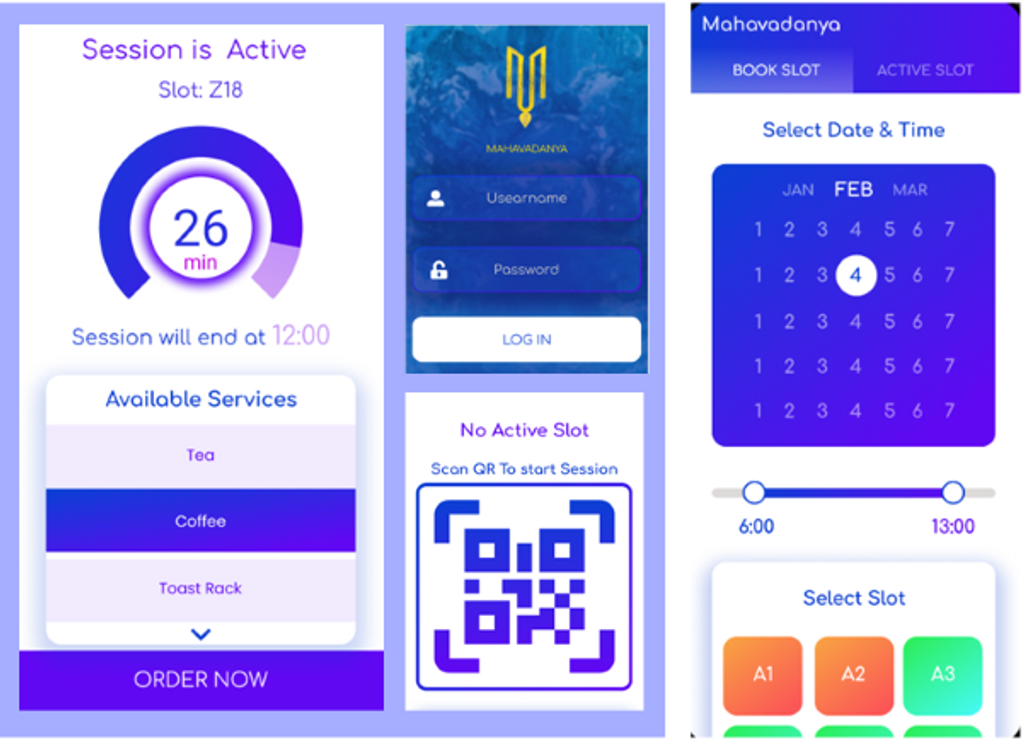 Session is Active
Slot: Z18
26
min
Session will end at 12:00
Available Services
Tea
Coffee
Toast Rack
ORDER NOW
MAHAVADANYA
Usearname
Password
LOG IN
No Active Slot
Scan QR To start Session
Mahavadanya
BOOK SLOT ACTIVE SLOT
Select Date & Time
JAN FEB MAR
1 2 3 4 5 6 7
1 2 3 4 5 6 7
1 2 3 4 5 6 7
1 2 3 4 5 6 7
1 2 3 4 5 6 7
6:00 13:00
Select Slot
A1 A2 A3